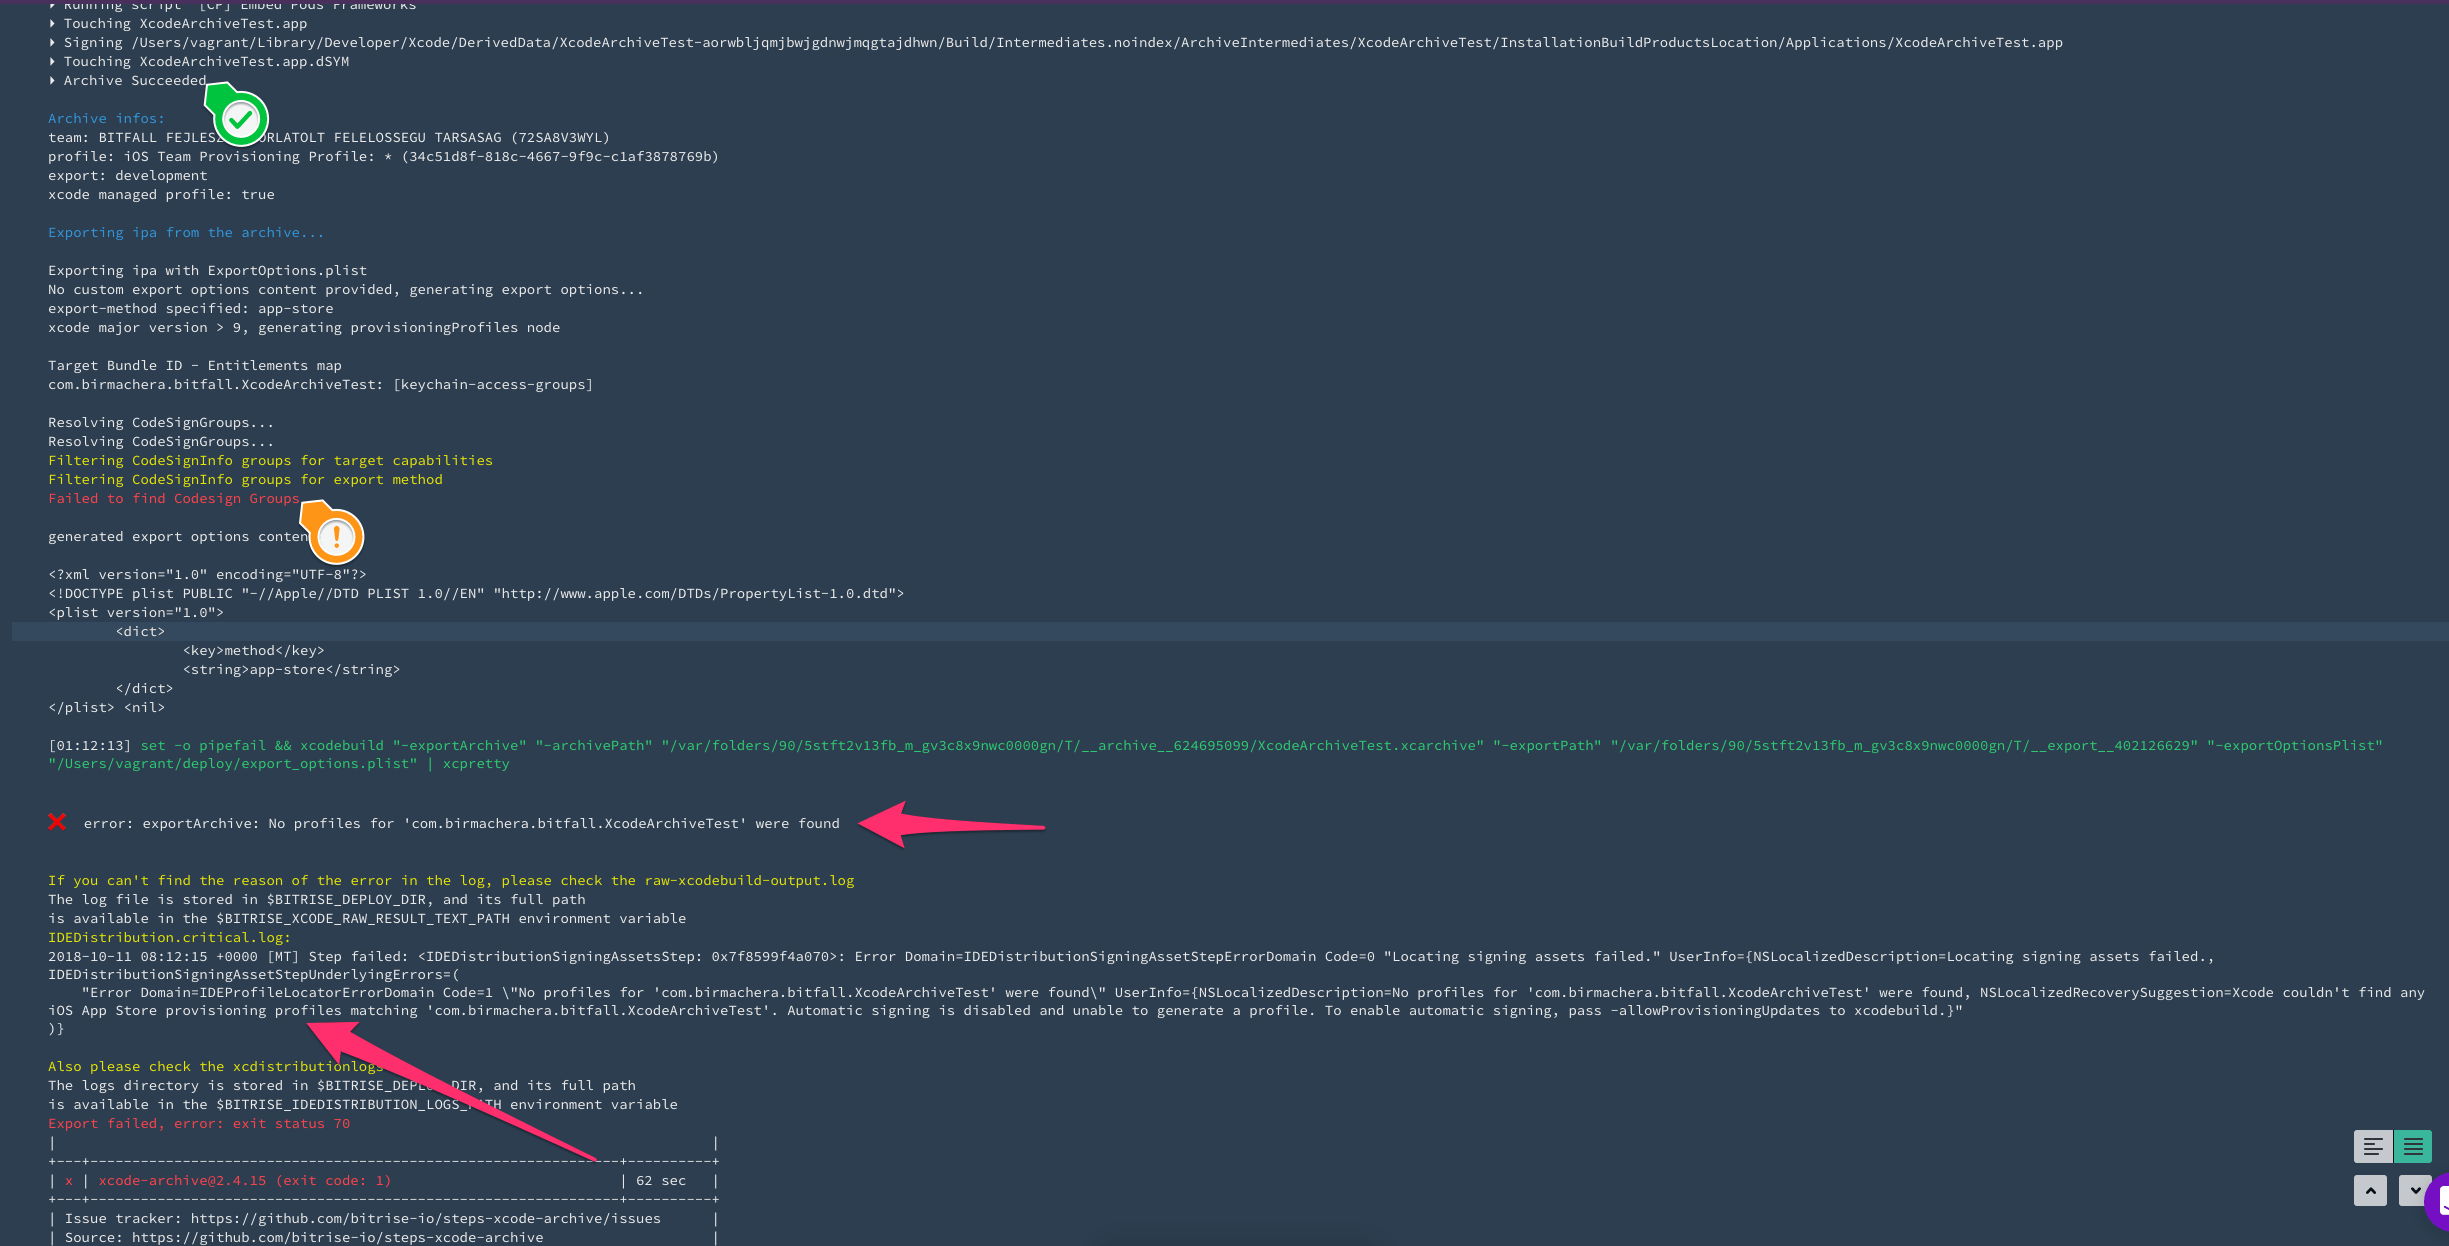 ▸ Running script '[CP] Embed Pods Frameworks'
▸ Touching XcodeArchiveTest.app
▸ Signing /Users/vagrant/Library/Developer/Xcode/DerivedData/XcodeArchiveTest-aorwbljqmjbwjgdnwjmqgtajdhwn/Build/Intermediates.noindex/ArchiveIntermediates/XcodeArchiveTest/InstallationBuildProductsLocation/Applications/XcodeArchiveTest.app
▸ Touching XcodeArchiveTest.app.dSYM
▸ Archive Succeeded
Archive infos:
team: BITFALL FEJLESZ ORLATOLT FELELOSSEGU TARSASAG (72SA8V3WYL)
profile: iOS Team Provisioning Profile: * (34c51d8f-818c-4667-9f9c-c1af3878769b)
export: development
xcode managed profile: true
Exporting ipa from the archive...
Exporting ipa with ExportOptions.plist
No custom export options content provided, generating export options...
export-method specified: app-store
xcode major version > 9, generating provisioningProfiles node
Target Bundle ID - Entitlements map
com.birmachera.bitfall.XcodeArchiveTest: [keychain-access-groups]
Resolving CodeSignGroups...
Resolving CodeSignGroups...
Filtering CodeSignInfo groups for target capabilities
Filtering CodeSignInfo groups for export method
Failed to find Codesign Groups
generated export options conten
<?xml version="1.0" encoding="UTF-8"?>
<!DOCTYPE plist PUBLIC "-//Apple//DTD PLIST 1.0//EN" "http://www.apple.com/DTDs/PropertyList-1.0.dtd">
<plist version="1.0">
<dict>
<key>method</key>
<string>app-store</string>
</dict>
</plist> <nil>
[01:12:13] set -o pipefail && xcodebuild "-exportArchive" "-archivePath" "/var/folders/90/5stft2v13fb_m_gv3c8x9nwc0000gn/T/__archive__624695099/XcodeArchiveTest.xcarchive" "-exportPath" "/var/folders/90/5stft2v13fb_m_gv3c8x9nwc0000gn/T/__export__402126629" "-exportOptionsPlist"
"/Users/vagrant/deploy/export_options.plist" | xcpretty
❌ error: exportArchive: No profiles for 'com.birmachera.bitfall.XcodeArchiveTest' were found
If you can't find the reason of the error in the log, please check the raw-xcodebuild-output.log
The log file is stored in $BITRISE_DEPLOY_DIR, and its full path
is available in the $BITRISE_XCODE_RAW_RESULT_TEXT_PATH environment variable
IDEDistribution.critical.log:
2018-10-11 08:12:15 +0000 [MT] Step failed: <IDEDistributionSigningAssetsStep: 0x7f8599f4a070>: Error Domain=IDEDistributionSigningAssetStepErrorDomain Code=0 "Locating signing assets failed." UserInfo={NSLocalizedDescription=Locating signing assets failed.,
IDEDistributionSigningAssetStepUnderlyingErrors=(
"Error Domain=IDEProfileLocatorErrorDomain Code=1 \"No profiles for 'com.birmachera.bitfall.XcodeArchiveTest' were found\" UserInfo={NSLocalizedDescription=No profiles for 'com.birmachera.bitfall.XcodeArchiveTest' were found, NSLocalizedRecoverySuggestion=Xcode couldn't find any
iOS App Store provisioning profiles matching 'com.birmachera.bitfall.XcodeArchiveTest'. Automatic signing is disabled and unable to generate a profile. To enable automatic signing, pass -allowProvisioningUpdates to xcodebuild.}"
)}
Also please check the xcdistributionlogs
The logs directory is stored in $BITRISE_DEPLOY_DIR, and its full path
is available in the $BITRISE_IDEDISTRIBUTION_LOGS_PATH environment variable
Export failed, error: exit status 70
| x | xcode-archive@2.4.15 (exit code: 1) | 62 sec |
| Issue tracker: https://github.com/bitrise-io/steps-xcode-archive/issues |
| Source: https://github.com/bitrise-io/steps-xcode-archive |